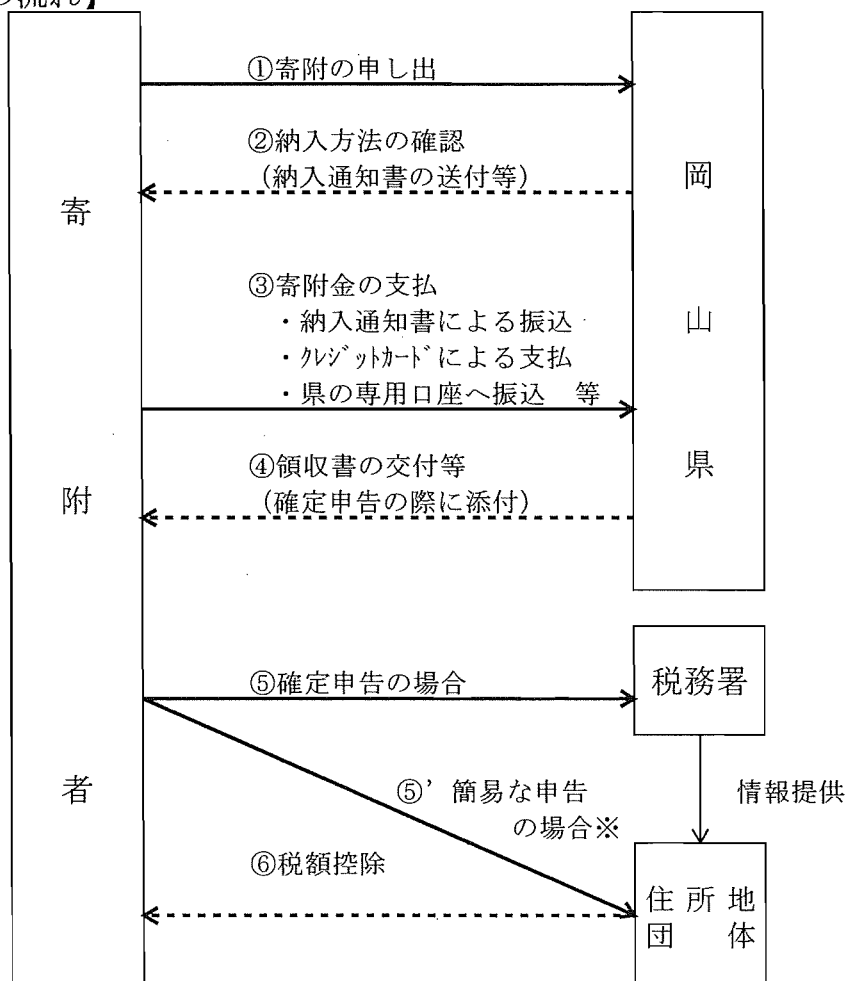 の流れ】
①寄附の申し出
②納入方法の確認
(納入通知書の送付等)
③寄附金の支払
・納入通知書による振込
・ｸﾚｼﾞｯﾄｶｰﾄﾞによる支払
・県の専用口座へ振込　等
④領収書の交付等
(確定申告の際に添付)
⑤確定申告の場合
⑤’簡易な申告
の場合※
⑥税額控除
寄附者
岡山県
税務署
情報提供
住所地
団体